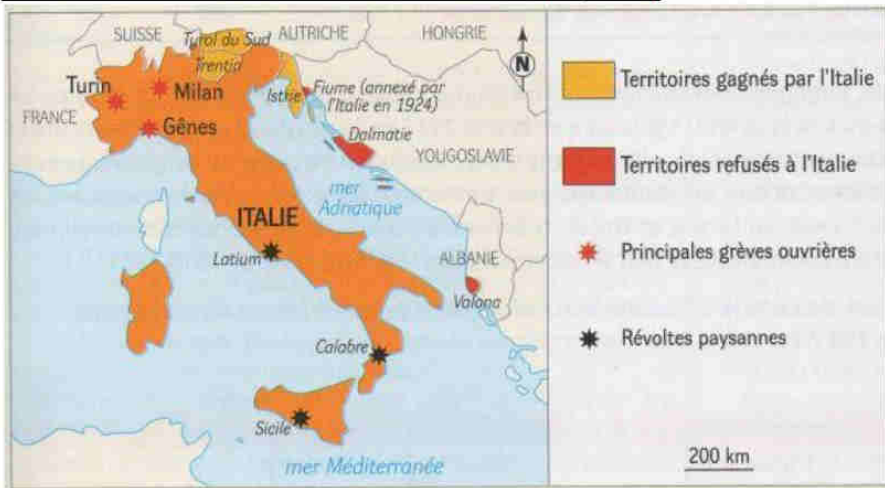 SUISSE
AUTRICHE
HONGRIE
Tyrol du Sud
Trentin
N
Turin
Milan
Istrie
Fiume (annexé par
l'Italie en 1924)
FRANCE
Gênes
Dalmatie
YOUGOSLAVIE
mer
Adriatique
ITALIE
Latium
ALBANIE
Valona
Calabre
Sicile
mer Méditerranée
Territoires gagnés par l'Italie
Territoires refusés à l'Italie
Principales grèves ouvrières
Révoltes paysannes
200 km